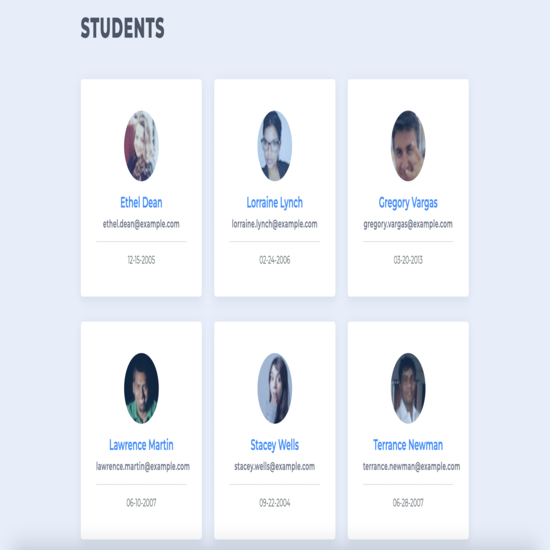 STUDENTS
Ethel Dean
ethel.dean@example.com
12-15-2005
Lorraine Lynch
lorraine.lynch@example.com
02-24-2006
Gregory Vargas
gregory.vargas@example.com
03-20-2013
Lawrence Martin
lawrence.martin@example.com
06-10-2007
Stacey Wells
stacey.wells@example.com
09-22-2004
Terrance Newman
terrance.newman@example.com
06-28-2007